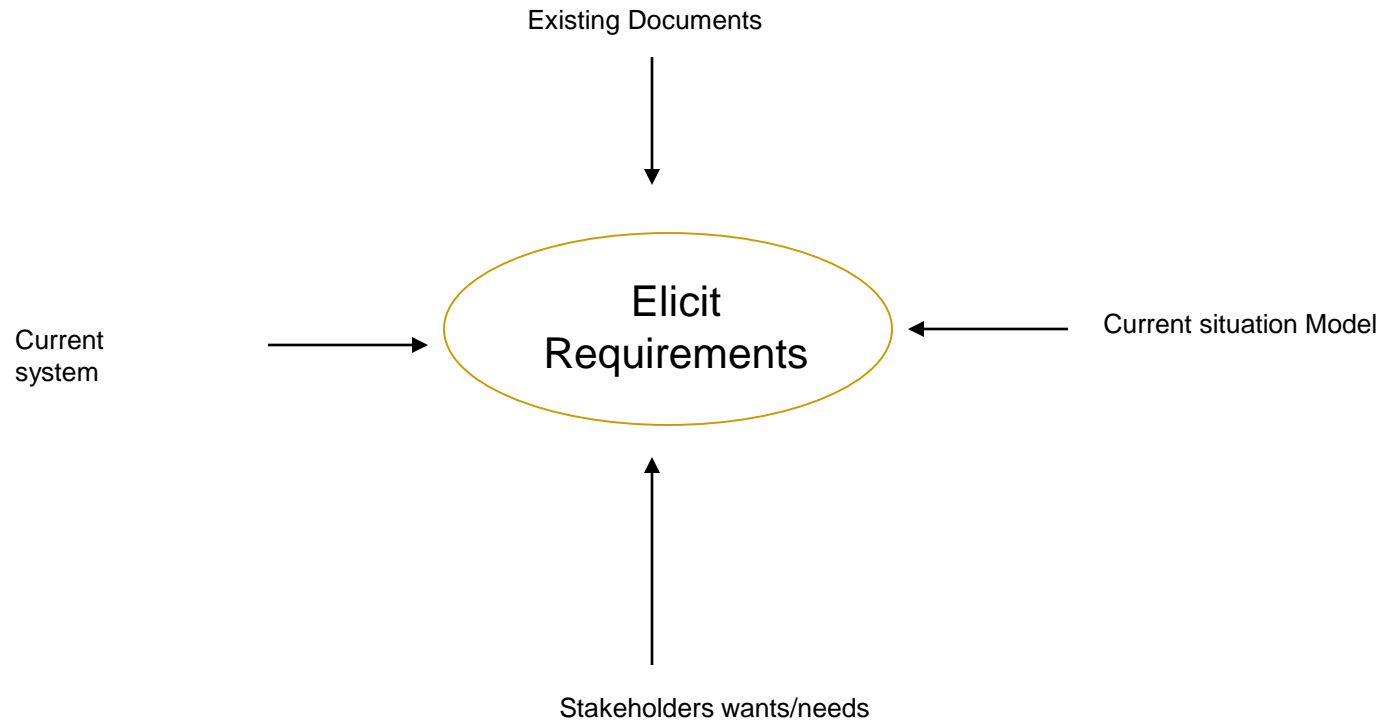 Existing Documents
Elicit
Requirements
Current situation Model
Current
system
Stakeholders wants/needs